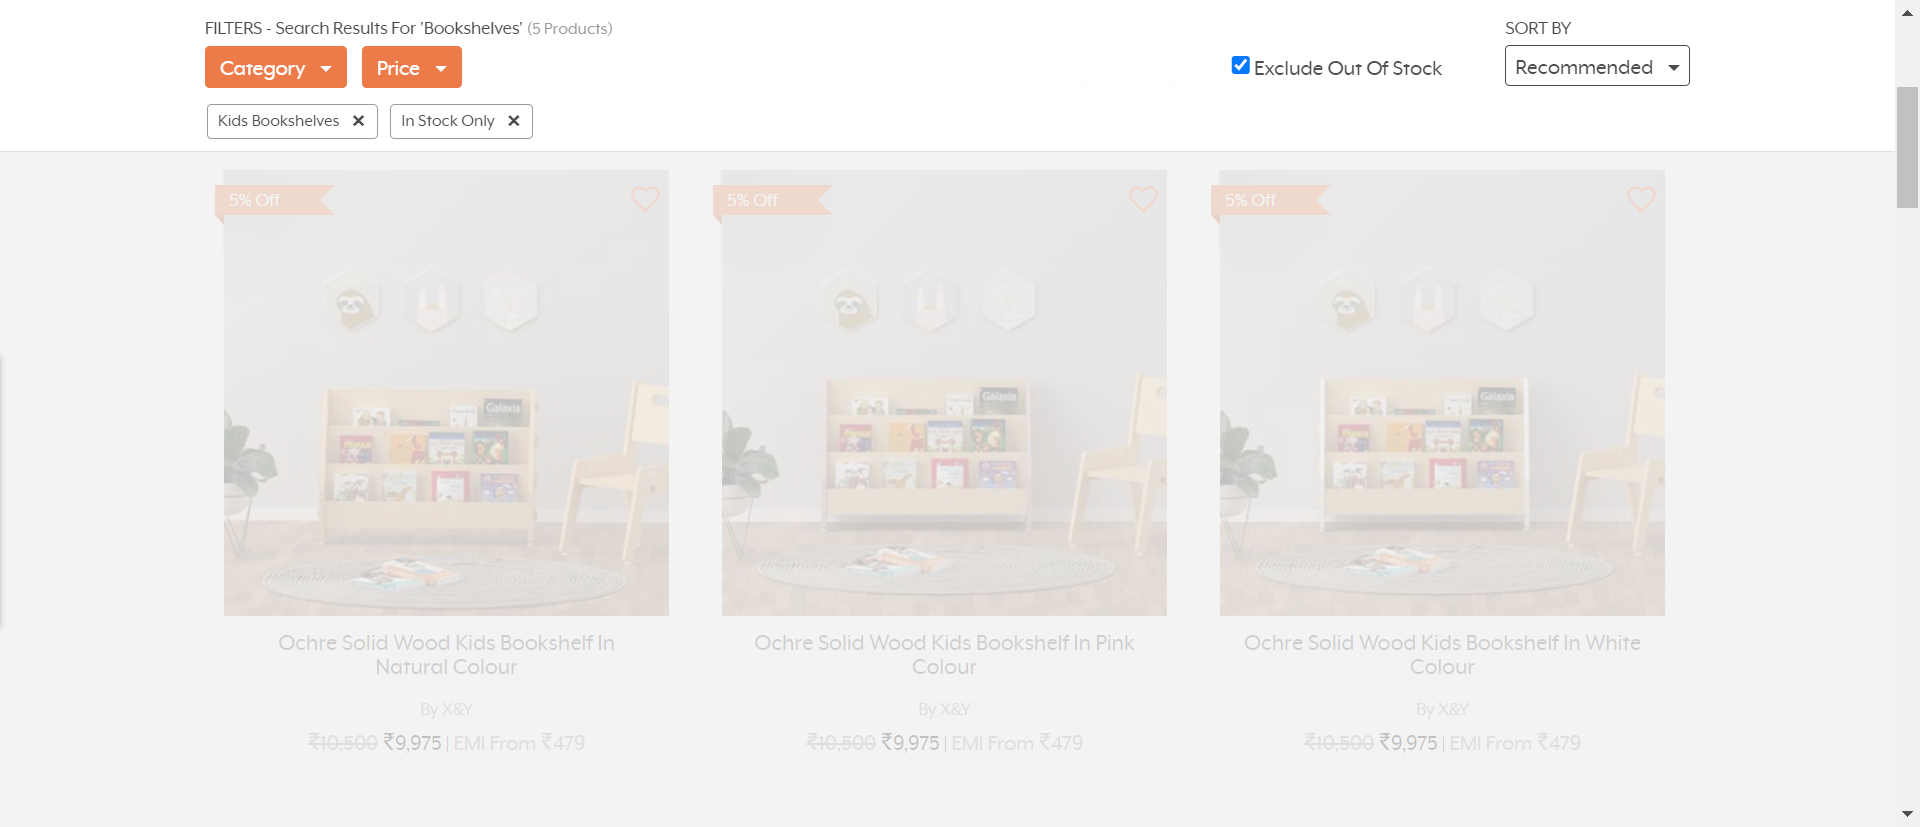 FILTERS - Search Results For 'Bookshelves' (5 Products)
SORT BY
Category
Price
Exclude Out Of Stock
Recommended
Kids Bookshelves ✕
In Stock Only ✕
5% Off
5% Off
5% Off
Galaxia
Galaxia
Galaxia
Ochre Solid Wood Kids Bookshelf In
Natural Colour
By X&Y
₹10,500 ₹9,975 | EMI From ₹479
Ochre Solid Wood Kids Bookshelf In Pink
Colour
By X&Y
₹10,500 ₹9,975 | EMI From ₹479
Ochre Solid Wood Kids Bookshelf In White
Colour
By X&Y
₹10,500 ₹9,975 | EMI From ₹479